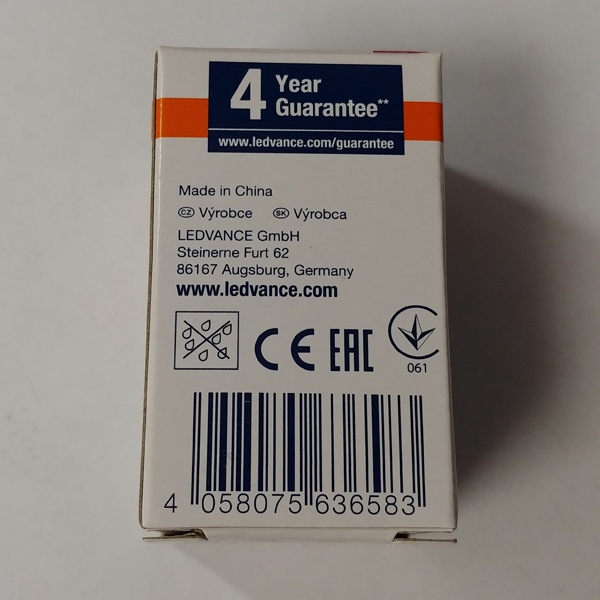 4 Year
Guarantee**
www.ledvance.com/guarantee
Made in China
CZ Výrobce SK Výrobca
LEDVANCE GmbH
Steinerne Furt 62
86167 Augsburg, Germany
www.ledvance.com
CE EAC
061
4 058075 636583